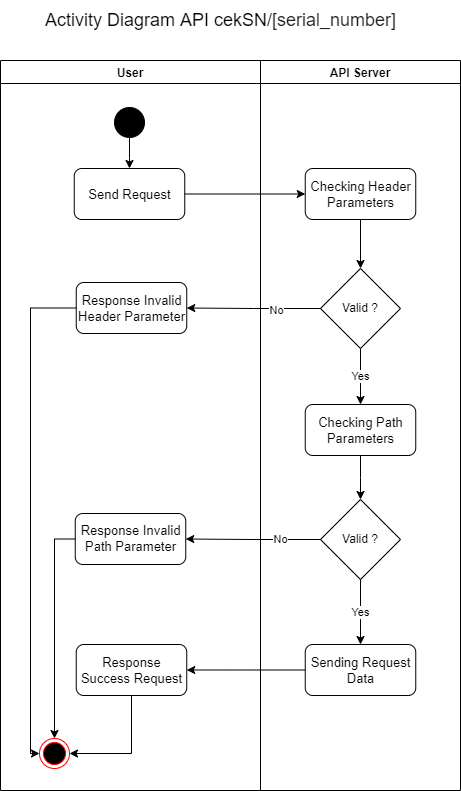 Activity Diagram API cekSN/[serial_number]
User
API Server
Send Request
Checking Header
Parameters
Response Invalid
Header Parameter
No
Valid ?
Yes
Checking Path
Parameters
Response Invalid
Path Parameter
No
Valid ?
Yes
Response
Success Request
Sending Request
Data